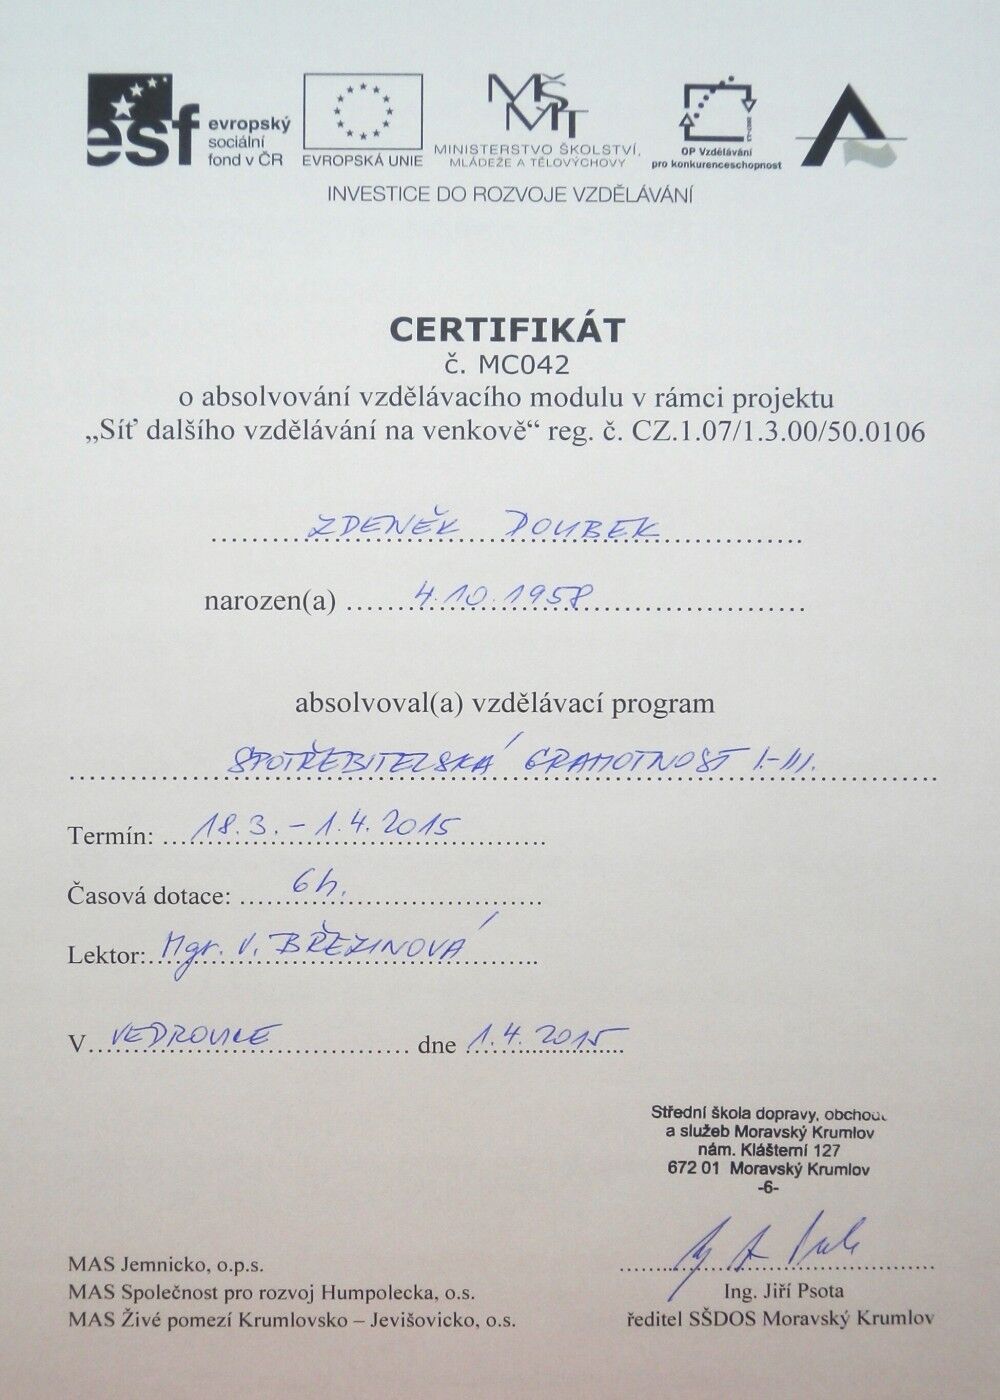 esf evropský
sociální
fond v ČR
EVROPSKÁ UNIE
MŠMT
MINISTERSTVO ŠKOLSTVÍ,
MLÁDEŽE A TĚLOVÝCHOVY
OP Vzdělávání
pro konkurenceschopnost
INVESTICE DO ROZVOJE VZDĚLÁVÁNÍ
CERTIFIKÁT
č. MC042
o absolvování vzdělávacího modulu v rámci projektu
„Síť dalšího vzdělávání na venkově“ reg. č. CZ.1.07/1.3.00/50.0106
ZDENĚK DOUBEK
narozen(a) 4.10.1958
absolvoval(a) vzdělávací program
SPOTŘEBITELSKÁ GRAMOTNOST I.-III.
Termín: 18.3. – 1.4. 2015
Časová dotace: 6h.
Lektor: Mgr. V. BŘEZINOVÁ
V VEDROVICE dne 1.4. 2015
Střední škola dopravy, obchodu
a služeb Moravský Krumlov
nám. Klášterní 127
672 01 Moravský Krumlov
-6-
MAS Jemnicko, o.p.s.
MAS Společnost pro rozvoj Humpolecka, o.s.
MAS Živé pomezí Krumlovsko – Jevišovicko, o.s.
Ing. Jiří Psota
ředitel SŠDOS Moravský Krumlov